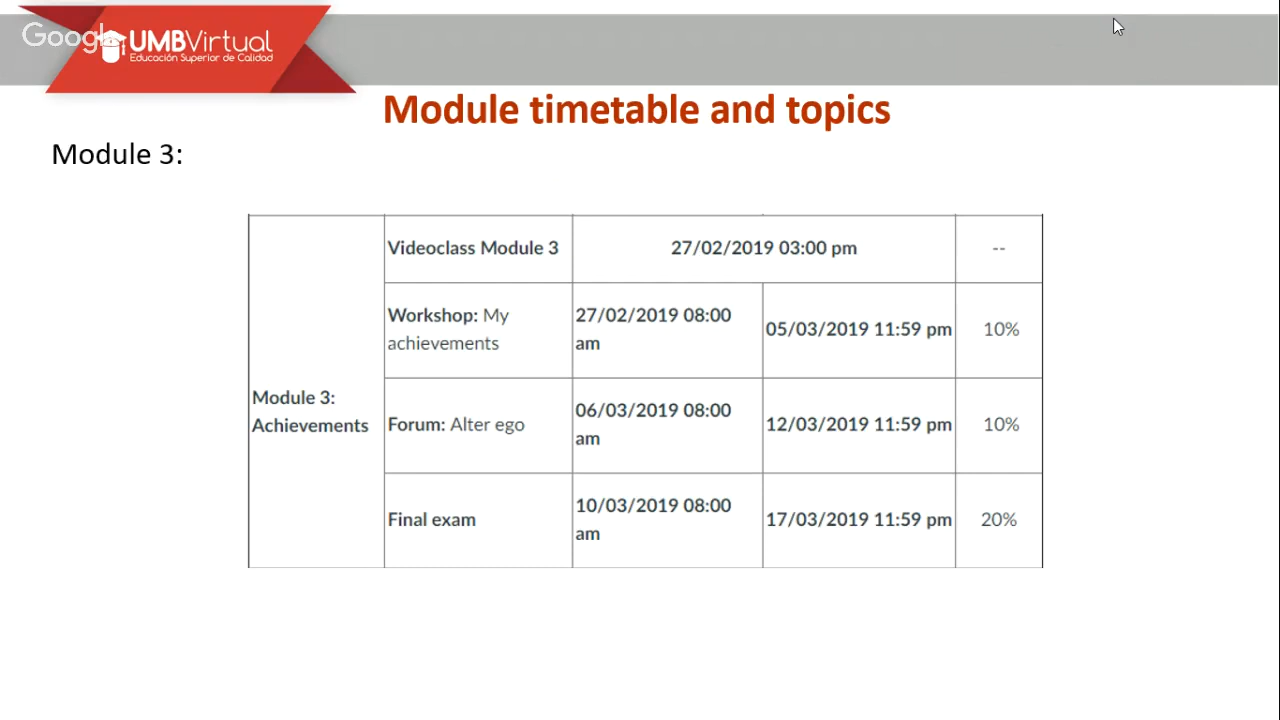 Google
UMBVirtual
Educación Superior de Calidad
Module timetable and topics
Module 3:
Module 3:
Achievements
Videoclass Module 3
27/02/2019 03:00 pm
--
Workshop: My
achievements
27/02/2019 08:00
am
05/03/2019 11:59 pm
10%
Forum: Alter ego
06/03/2019 08:00
am
12/03/2019 11:59 pm
10%
Final exam
10/03/2019 08:00
am
17/03/2019 11:59 pm
20%